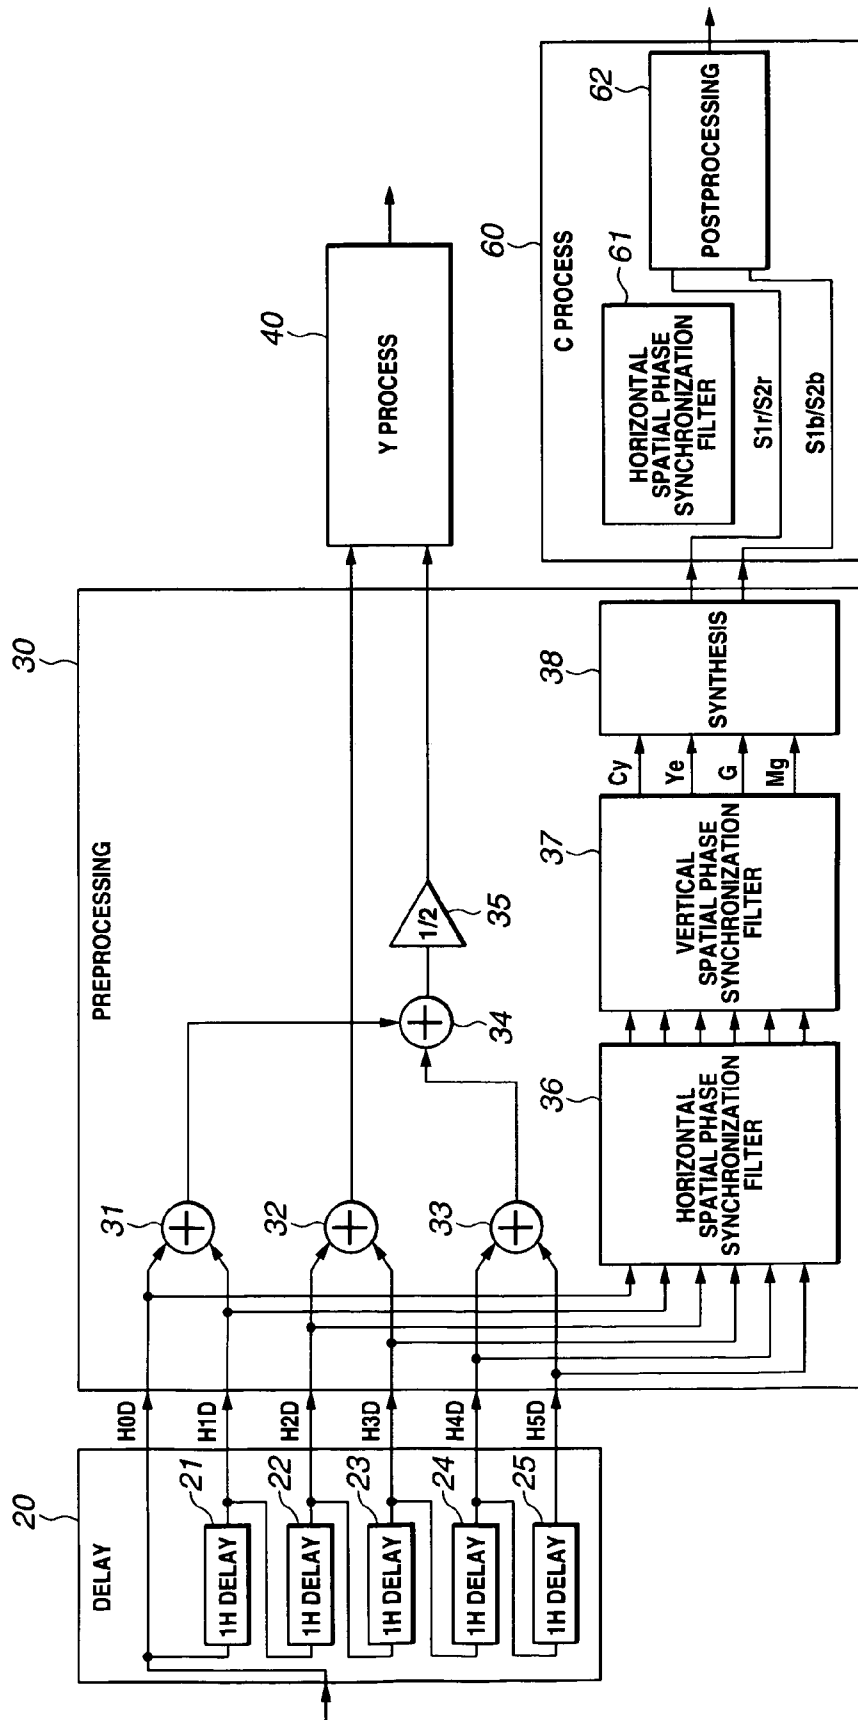 20
DELAY
21
1H DELAY
22
1H DELAY
23
1H DELAY
24
1H DELAY
25
1H DELAY
H0D
H1D
H2D
H3D
H4D
H5D
30
PREPROCESSING
31
32
33
34
1/2
35
36
HORIZONTAL
SPATIAL PHASE
SYNCHRONIZATION
FILTER
37
VERTICAL
SPATIAL PHASE
SYNCHRONIZATION
FILTER
Cy
Ye
G
Mg
38
SYNTHESIS
40
Y PROCESS
60
C PROCESS
61
HORIZONTAL
SPATIAL PHASE
SYNCHRONIZATION
FILTER
S1r/S2r
S1b/S2b
62
POSTPROCESSING